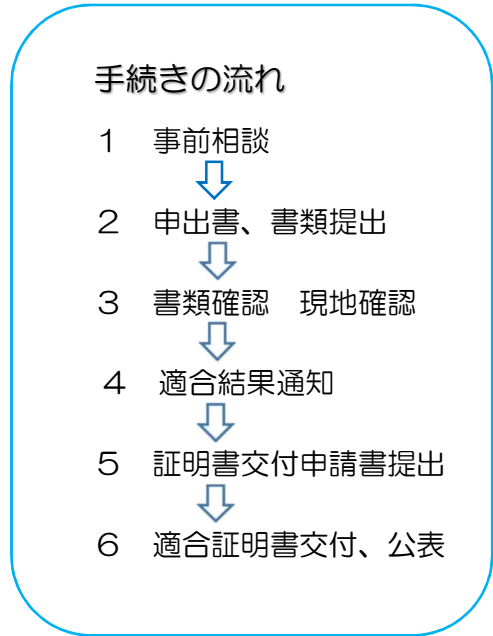 手続きの流れ
１　事前相談
２　申出書、書類提出
３　書類確認　現地確認
４　適合結果通知
５　証明書交付申請書提出
６　適合証明書交付、公表